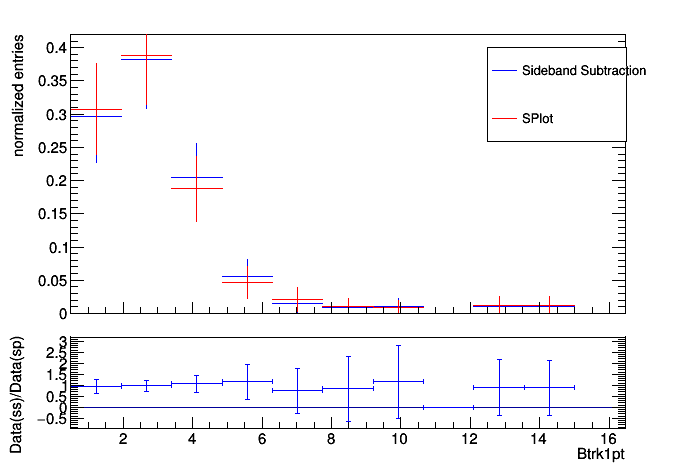 normalized entries
0.4
0.35
0.3
0.25
0.2
0.15
0.1
0.05
0
Sideband Subtraction
SPlot
Data(ss)/Data(sp)
3
2.5
2
1.5
1
0.5
0
−0.5
2 4 6 8 10 12 14 16
Btrk1pt